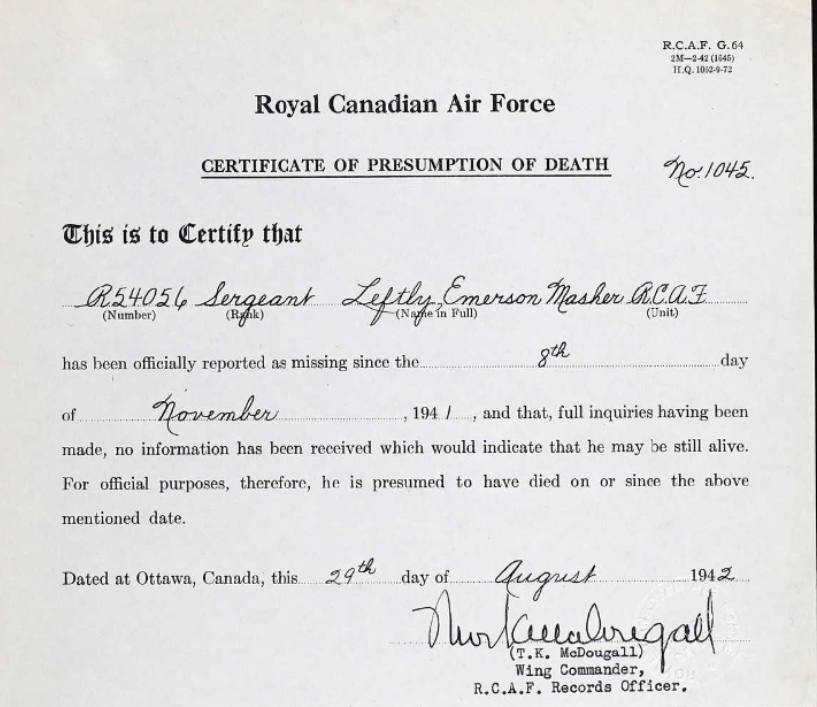 R.C.A.F. G. 64
2M—2-42 (1645)
H.Q. 1062-9-72
Royal Canadian Air Force
CERTIFICATE OF PRESUMPTION OF DEATH No. 1045.
This is to Certify that
R54056 Sergeant Leftly, Emerson Masher R.C.A.F
(Number) (Rank) (Name in Full) (Unit)
has been officially reported as missing since the 8th day
of November, 1941, and that, full inquiries having been
made, no information has been received which would indicate that he may be still alive.
For official purposes, therefore, he is presumed to have died on or since the above
mentioned date.
Dated at Ottawa, Canada, this 29th day of August 1942
(T.K. McDougall)
Wing Commander,
R.C.A.F. Records Officer.